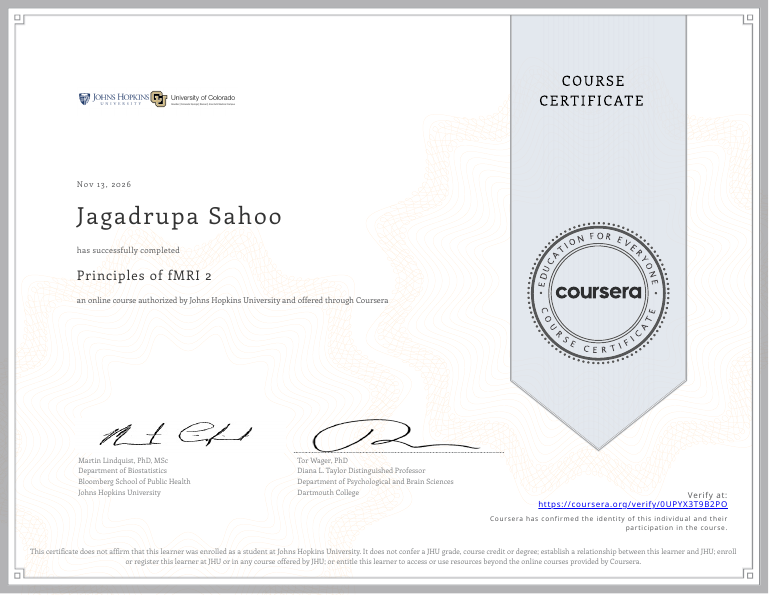 JOHNS HOPKINS
UNIVERSITY
University of Colorado
COURSE
CERTIFICATE
Nov 13, 2026
Jagadrupa Sahoo
has successfully completed
Principles of fMRI 2
an online course authorized by Johns Hopkins University and offered through Coursera
EDUCATION FOR EVERYONE
coursera
COURSE CERTIFICATE
Martin Lindquist, PhD, MSc
Department of Biostatistics
Bloomberg School of Public Health
Johns Hopkins University
Tor Wager, PhD
Diana L. Taylor Distinguished Professor
Department of Psychological and Brain Sciences
Dartmouth College
Verify at:
https://coursera.org/verify/0UPYX3T9B2PO
Coursera has confirmed the identity of this individual and their
participation in the course.
This certificate does not affirm that this learner was enrolled as a student at Johns Hopkins University. It does not confer a JHU grade, course credit or degree; establish a relationship between this learner and JHU; enroll
or register this learner at JHU or in any course offered by JHU; or entitle this learner to access or use resources beyond the online courses provided by Coursera.